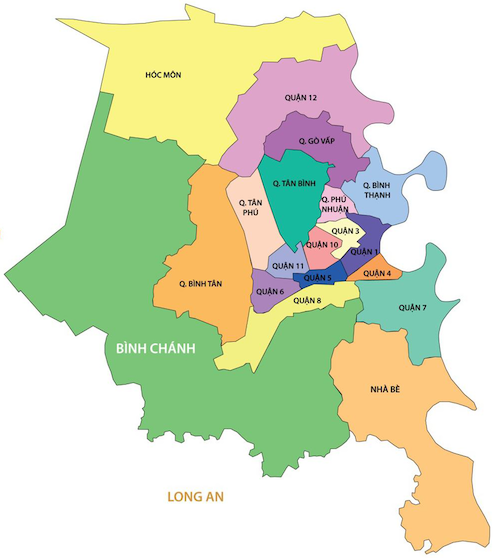 HÓC MÔN
QUẬN 12
Q. GÒ VẤP
Q. TÂN BÌNH
Q. BÌNH
THẠNH
Q. TÂN
PHÚ
Q. PHÚ
NHUẬN
QUẬN 3
QUẬN 10
QUẬN 1
QUẬN 11
QUẬN 5
QUẬN 4
Q. BÌNH TÂN
QUẬN 6
QUẬN 8
QUẬN 7
BÌNH CHÁNH
NHÀ BÈ
LONG AN